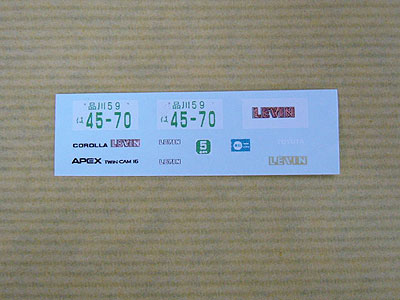 品川59
は 45-70
品川59
は 45-70
LEVIN
COROLLA LEVIN
LEVIN
5
APEX TWIN CAM 16
LEVIN
LEVIN